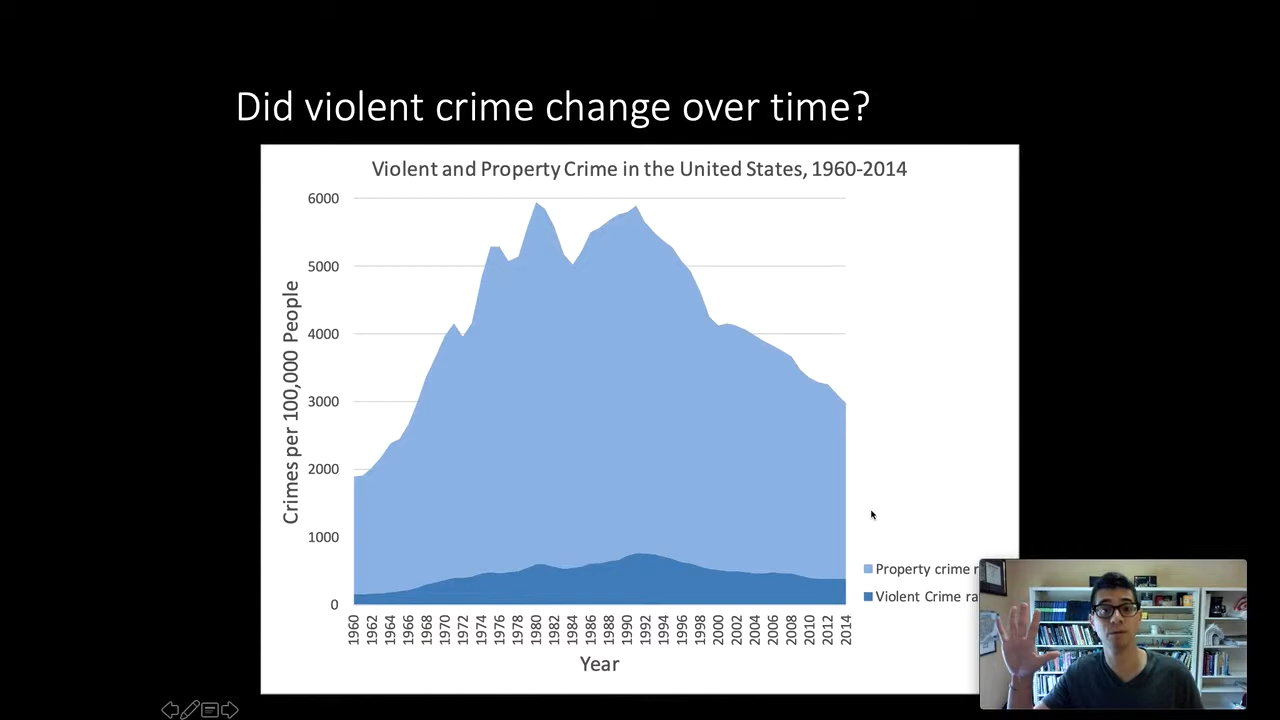 Did violent crime change over time?
Violent and Property Crime in the United States, 1960-2014
Crimes per 100,000 People
6000
5000
4000
3000
2000
1000
0
1960 1962 1964 1966 1968 1970 1972 1974 1976 1978 1980 1982 1984 1986 1988 1990 1992 1994 1996 1998 2000 2002 2004 2006 2008 2010 2012 2014
Year
Property crime r
Violent Crime ra